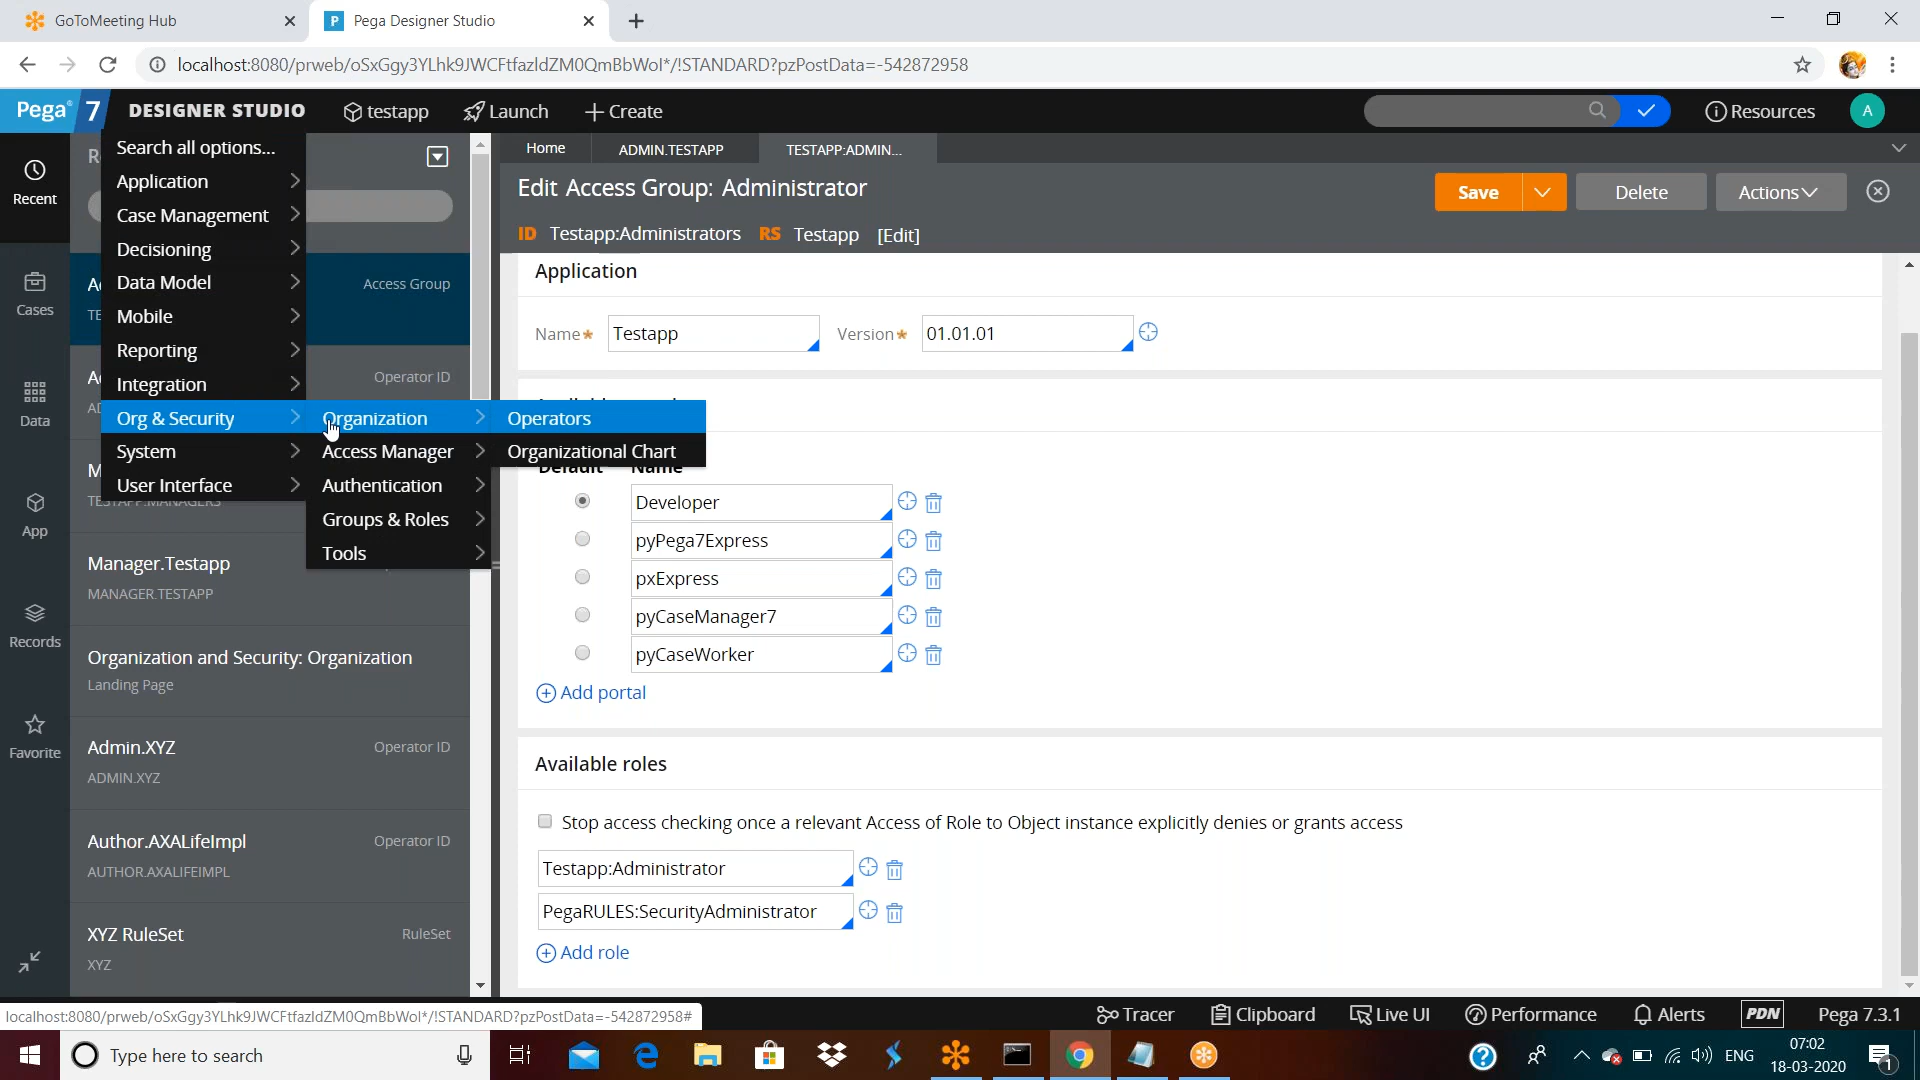 GoToMeeting Hub
Pega Designer Studio
localhost:8080/prweb/oSxGgy3YLhk9JWCFtfazldZM0QmBbWol*/!STANDARD?pzPostData=-542872958
Pega 7 DESIGNER STUDIO testapp Launch Create Resources A
Recent
Cases
Data
App
Records
Favorite
Search all options...
Application
Case Management
Decisioning
Data Model
Mobile
Reporting
Integration
Org & Security
System
User Interface
Organization
Access Manager
Authentication
Groups & Roles
Tools
Operators
Organizational Chart
Access Group
Operator ID
TESTAPP:MANAGERS
Manager.Testapp
MANAGER.TESTAPP
Organization and Security: Organization
Landing Page
Admin.XYZ Operator ID
ADMIN.XYZ
Author.AXALifeImpl Operator ID
AUTHOR.AXALIFEIMPL
XYZ RuleSet RuleSet
XYZ
Home ADMIN.TESTAPP TESTAPP:ADMIN...
Edit Access Group: Administrator
Save Delete Actions
ID Testapp:Administrators RS Testapp [Edit]
Application
Name* Testapp Version* 01.01.01
Default Name
Developer
pyPega7Express
pxExpress
pyCaseManager7
pyCaseWorker
Add portal
Available roles
Stop access checking once a relevant Access of Role to Object instance explicitly denies or grants access
Testapp:Administrator
PegaRULES:SecurityAdministrator
Add role
localhost:8080/prweb/oSxGgy3YLhk9JWCFtfazldZM0QmBbWol*/!STANDARD?pzPostData=-542872958#
Tracer Clipboard Live UI Performance Alerts PDN Pega 7.3.1
Type here to search
ENG
07:02
18-03-2020
1